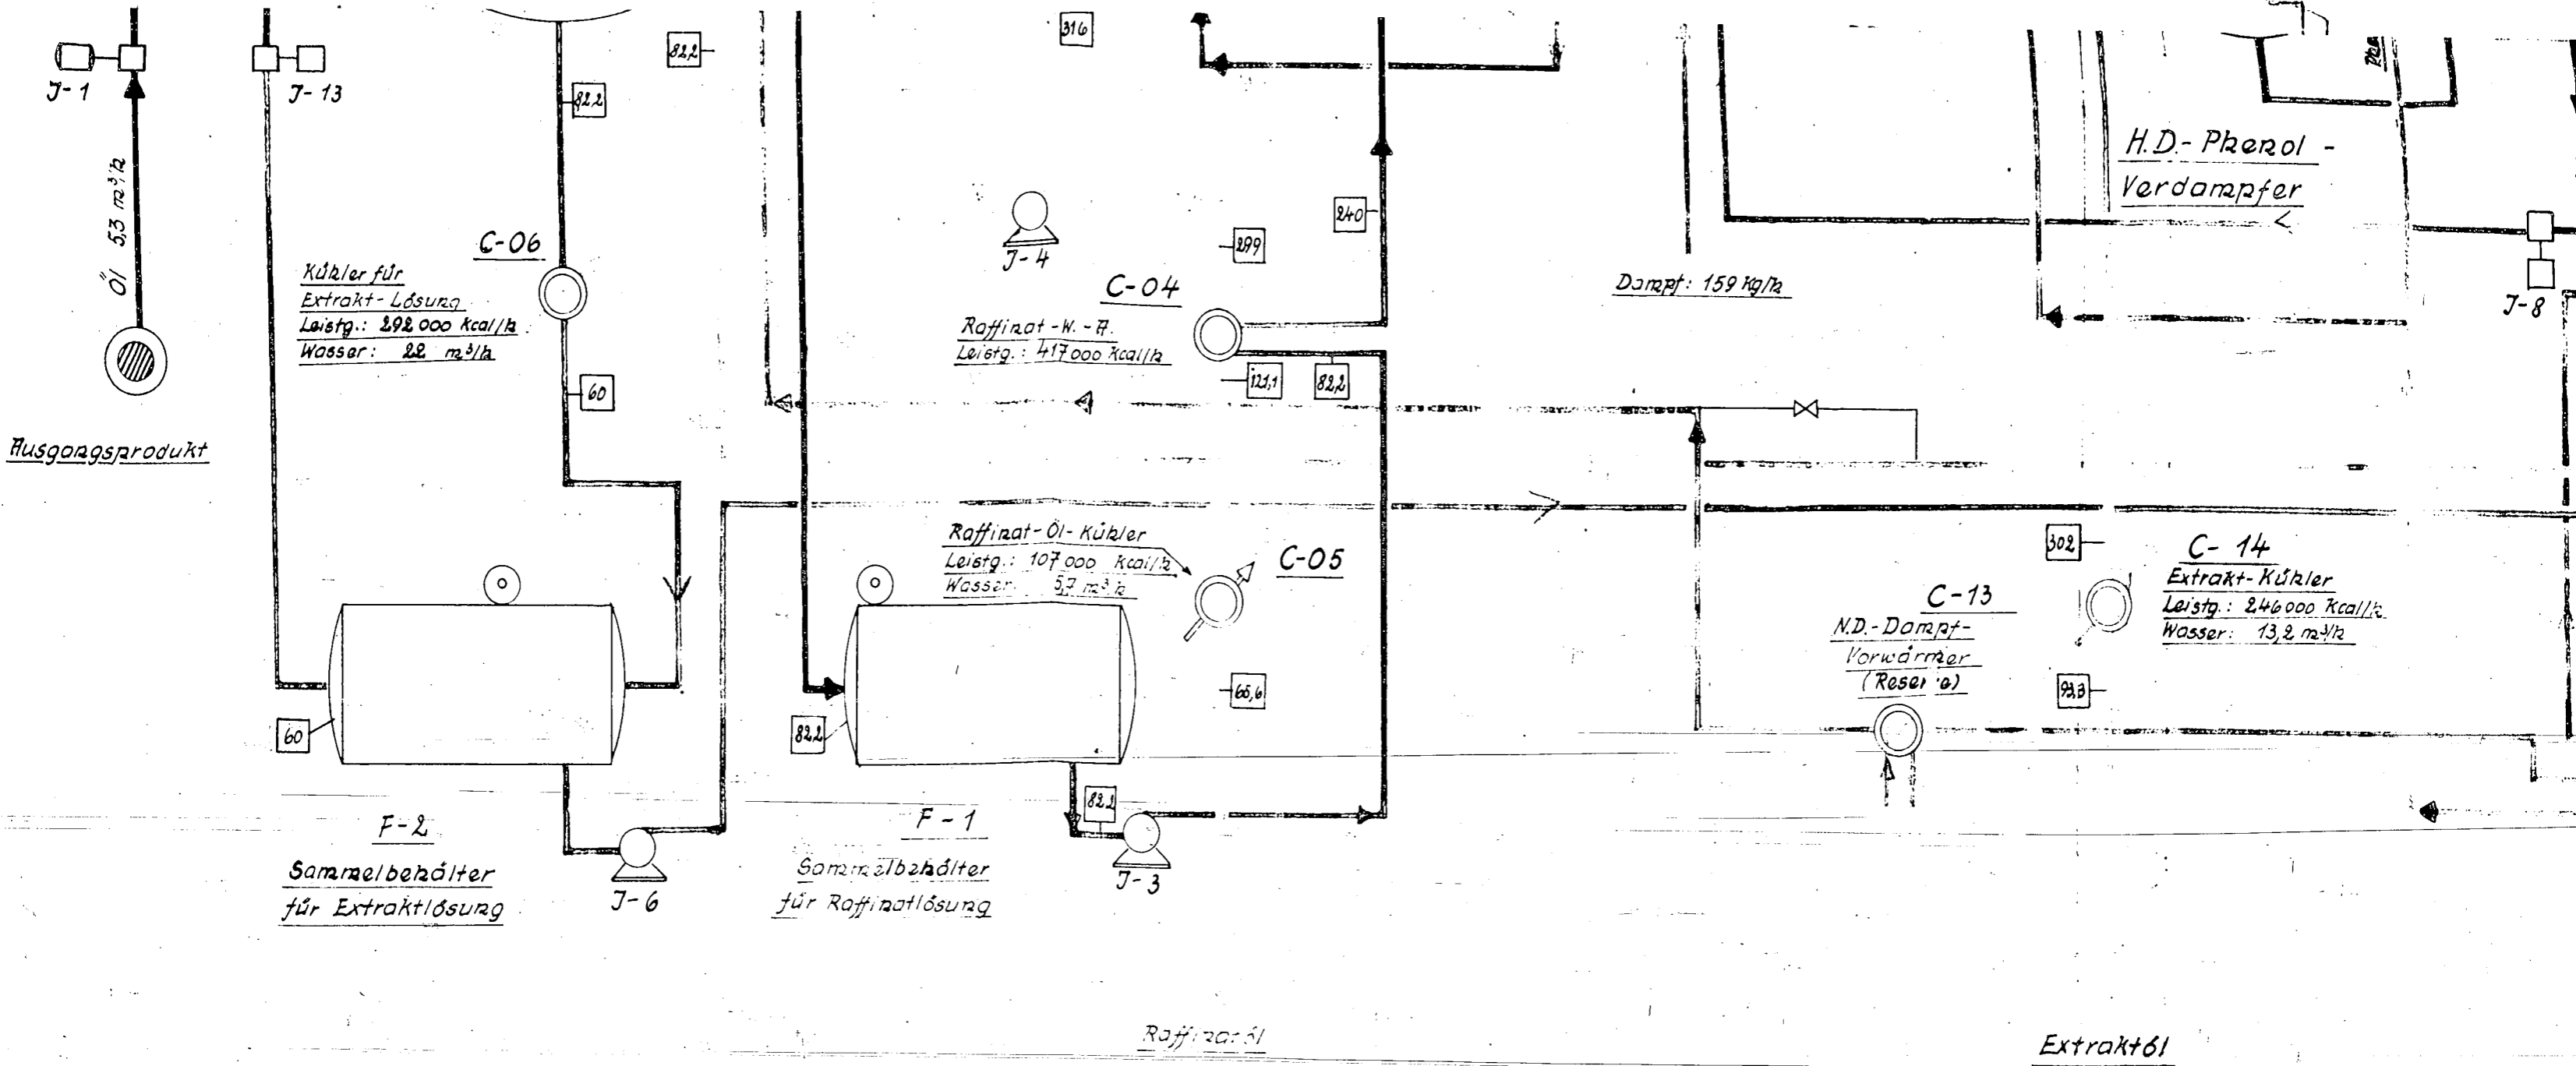 J-1
J-13
Öl 5,3 m³/h
Ausgangsprodukt
82,2
82,2
C-06
Kühler für
Extrakt-Lösung
Leistg.: 292 000 Kcal/h
Wasser: 22 m³/h
60
60
F-2
Sammelbehälter
für Extraktlösung
J-6
316
J-4
240
299
C-04
Raffinat-W.-A.
Leistg.: 417 000 Kcal/h
121,1
82,2
Raffinat-Öl-Kühler
Leistg.: 107 000 Kcal/h
Wasser: 5,7 m³/h
C-05
65,6
82,2
82,2
F-1
Sammelbehälter
für Raffinatlösung
J-3
Raffinatöl
Dampf: 159 Kg/h
H.D.-Phenol-
Verdampfer
J-8
302
C-14
Extrakt-Kühler
Leistg.: 246 000 Kcal/h
Wasser: 13,2 m³/h
93,3
C-13
N.D.-Dampf-
Vorwärmer
Extraktöl